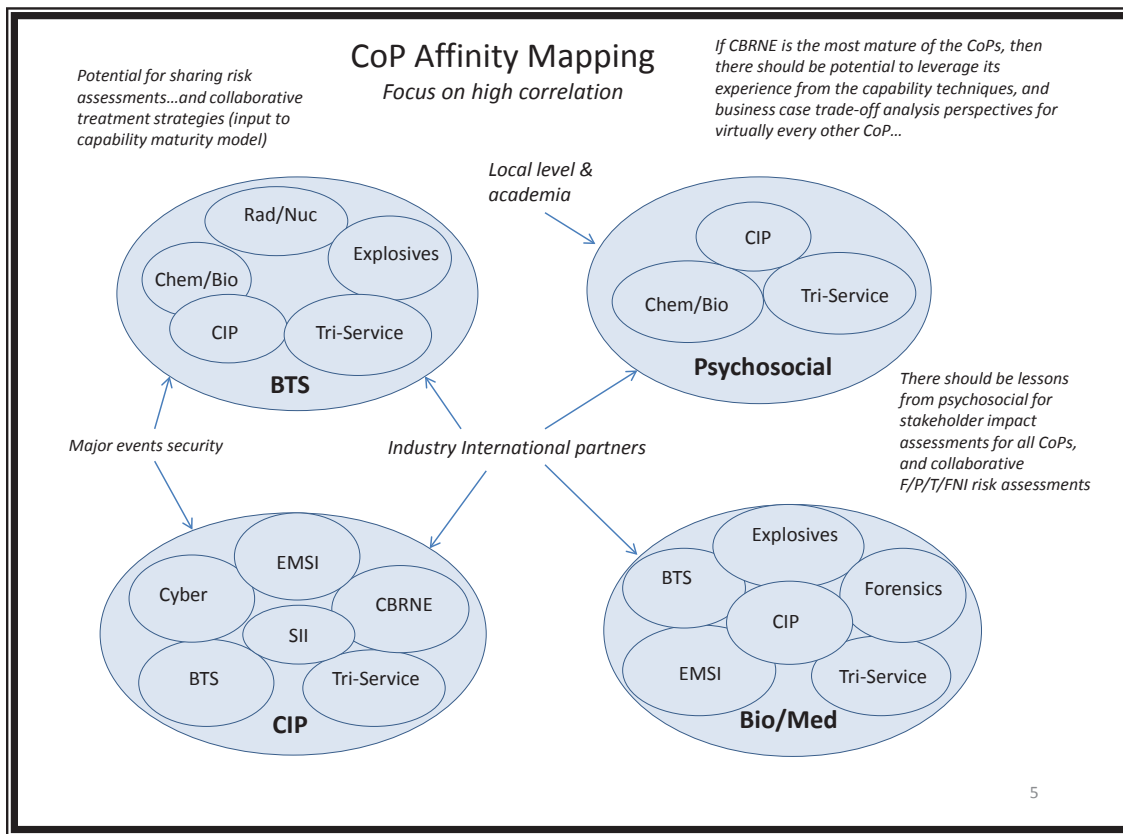 CoP Affinity Mapping
Focus on high correlation
Potential for sharing risk
assessments…and collaborative
treatment strategies (input to
capability maturity model)
If CBRNE is the most mature of the CoPs, then
there should be potential to leverage its
experience from the capability techniques, and
business case trade-off analysis perspectives for
virtually every other CoP…
Local level &
academia
Rad/Nuc
Explosives
Chem/Bio
CIP
Tri-Service
BTS
CIP
Chem/Bio
Tri-Service
Psychosocial
There should be lessons
from psychosocial for
stakeholder impact
assessments for all CoPs,
and collaborative
F/P/T/FNI risk assessments
Major events security
Industry International partners
EMSI
Cyber
CBRNE
SII
BTS
Tri-Service
CIP
Explosives
BTS
Forensics
CIP
EMSI
Tri-Service
Bio/Med
5